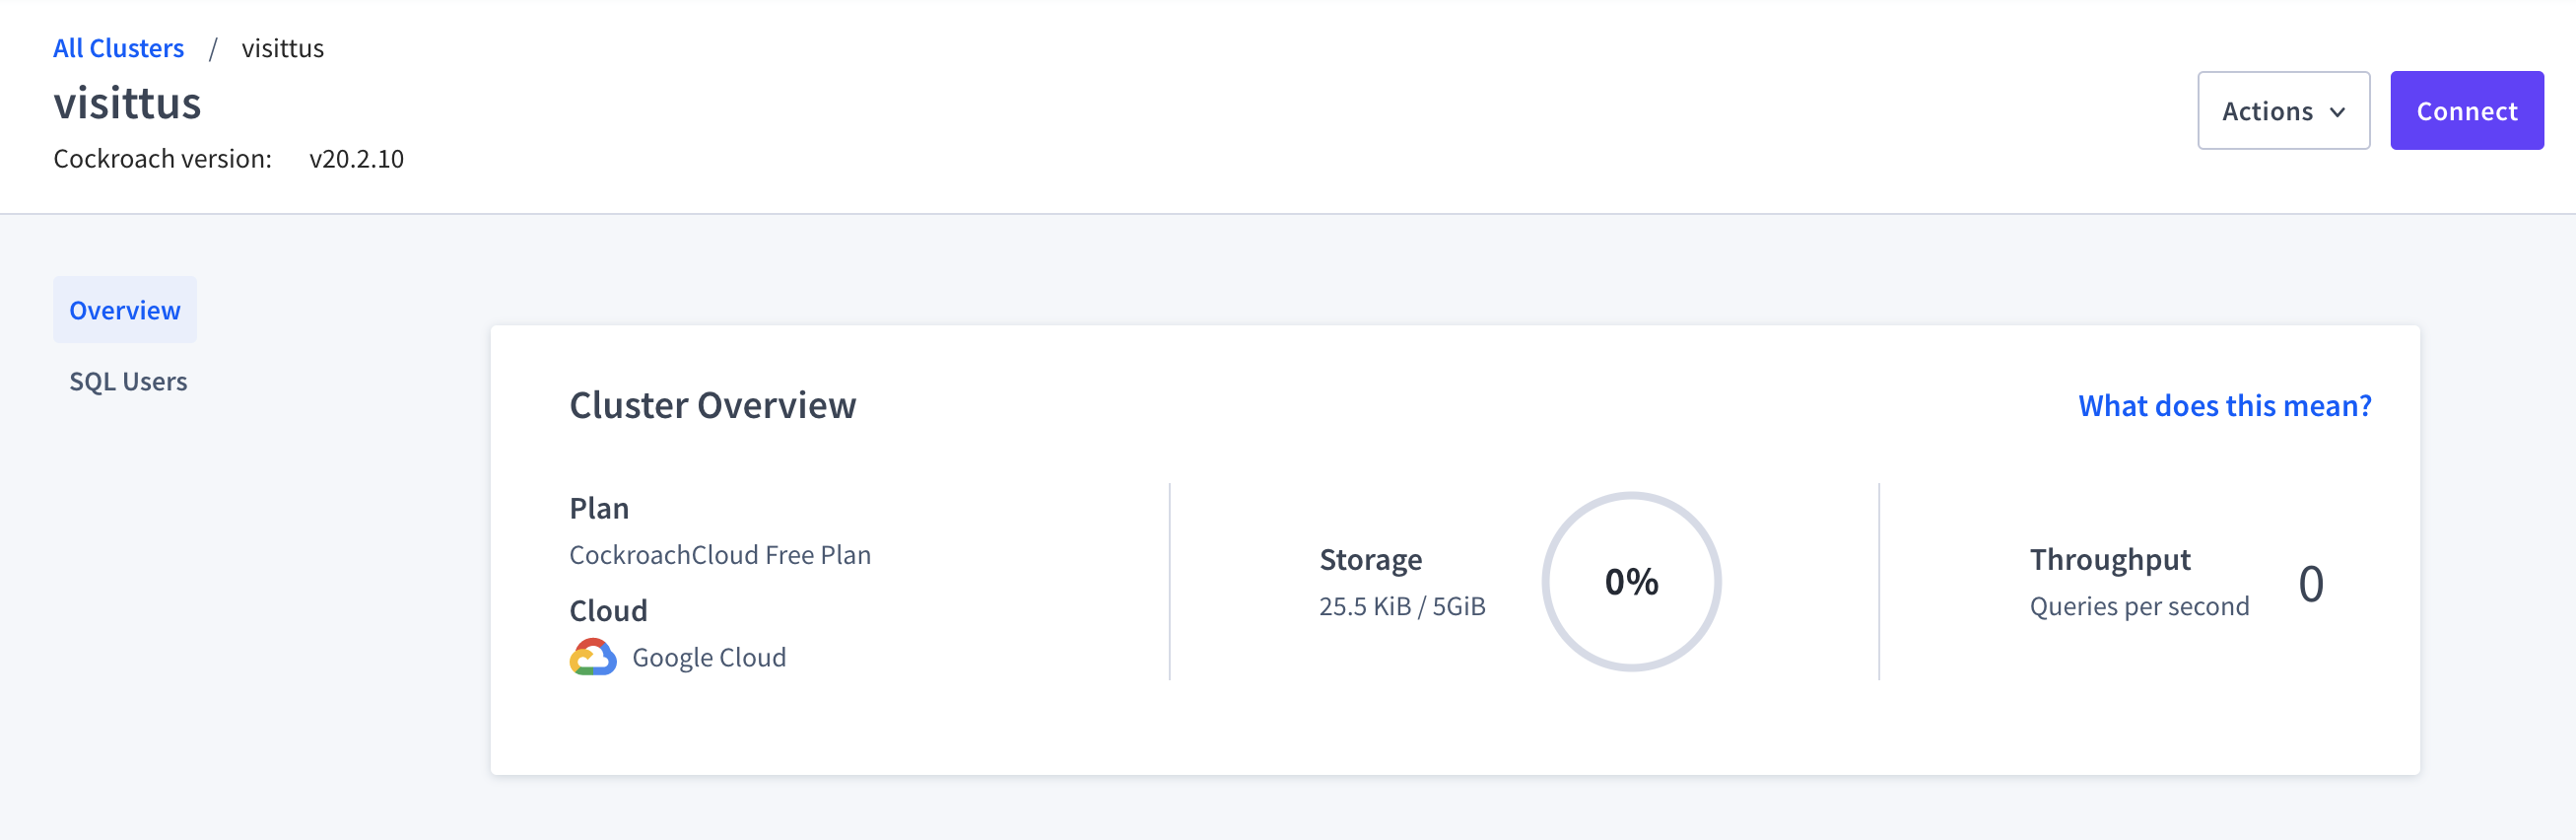 All Clusters / visittus
visittus
Cockroach version: v20.2.10
Actions
Connect
Overview
SQL Users
Cluster Overview
What does this mean?
Plan
CockroachCloud Free Plan
Cloud
Google Cloud
Storage
25.5 KiB / 5GiB
0%
Throughput
Queries per second
0